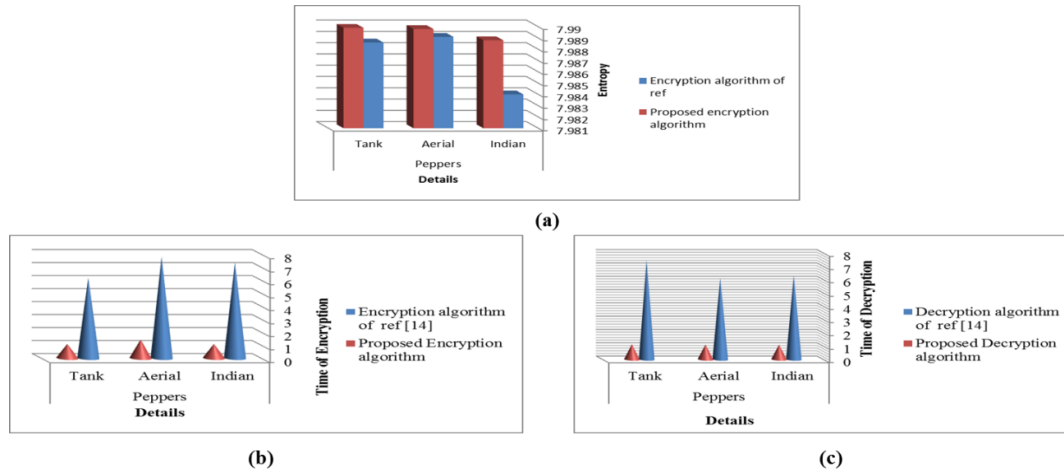 7.99
7.989
7.988
7.987
7.986
7.985
7.984
7.983
7.982
7.981
Entropy
Encryption algorithm of
ref
Proposed encryption
algorithm
Tank Aerial Indian
Peppers
Details
(a)
8
7
6
5
4
3
2
1
0
Time of Encryption
Encryption algorithm
of ref [14]
Proposed Encryption
algorithm
Tank Aerial Indian
Peppers
Details
(b)
8
7
6
5
4
3
2
1
0
Time of Decryption
Decryption algorithm
of ref [14]
Proposed Decryption
algorithm
Tank Aerial Indian
Peppers
Details
(c)